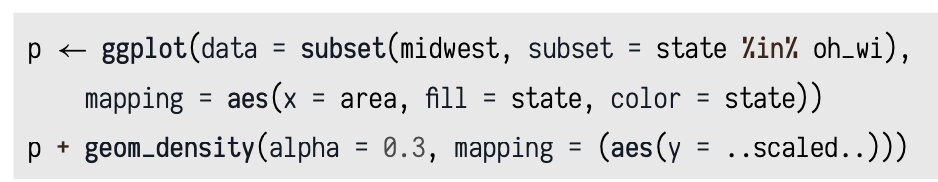 p <- ggplot(data = subset(midwest, subset = state %in% oh_wi),
    mapping = aes(x = area, fill = state, color = state))
p + geom_density(alpha = 0.3, mapping = (aes(y = ..scaled..)))